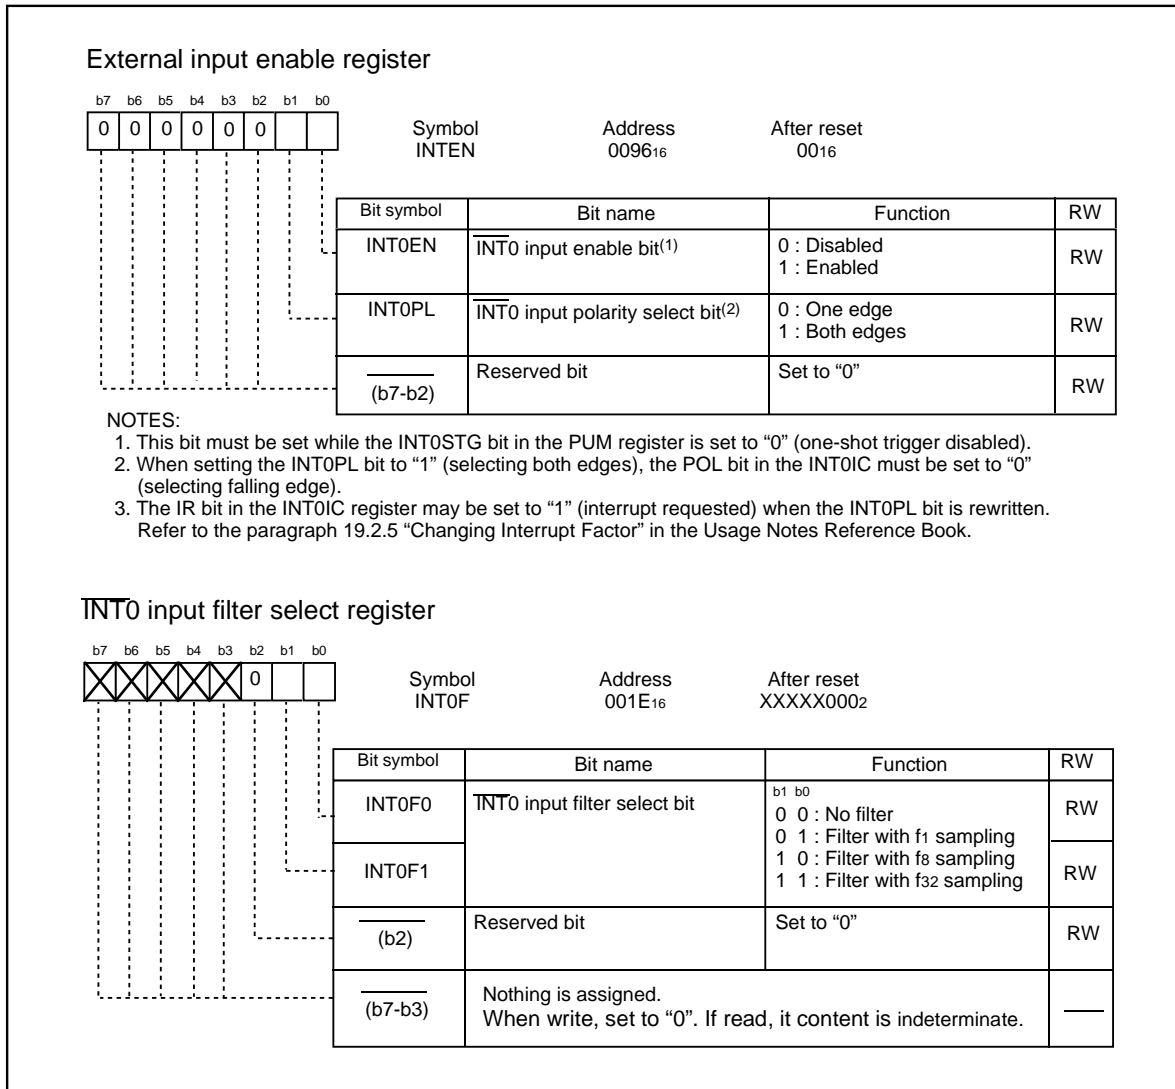 External input enable register
b7 b6 b5 b4 b3 b2 b1 b0
0 0 0 0 0 0
Symbol Address After reset
INTEN 009616 0016
Bit symbol Bit name Function RW
INT0EN INT0 input enable bit(1) 0 : Disabled RW
1 : Enabled
INT0PL INT0 input polarity select bit(2) 0 : One edge RW
1 : Both edges
(b7-b2) Reserved bit Set to “0” RW
NOTES:
1. This bit must be set while the INT0STG bit in the PUM register is set to “0” (one-shot trigger disabled).
2. When setting the INT0PL bit to “1” (selecting both edges), the POL bit in the INT0IC must be set to “0”
(selecting falling edge).
3. The IR bit in the INT0IC register may be set to “1” (interrupt requested) when the INT0PL bit is rewritten.
Refer to the paragraph 19.2.5 “Changing Interrupt Factor” in the Usage Notes Reference Book.
INT0 input filter select register
b7 b6 b5 b4 b3 b2 b1 b0
0
Symbol Address After reset
INT0F 001E16 XXXXX0002
Bit symbol Bit name Function RW
INT0F0 INT0 input filter select bit b1 b0 RW
0 0 : No filter
0 1 : Filter with f1 sampling
INT0F1 1 0 : Filter with f8 sampling RW
1 1 : Filter with f32 sampling
(b2) Reserved bit Set to “0” RW
(b7-b3) Nothing is assigned.
When write, set to “0”. If read, it content is indeterminate.